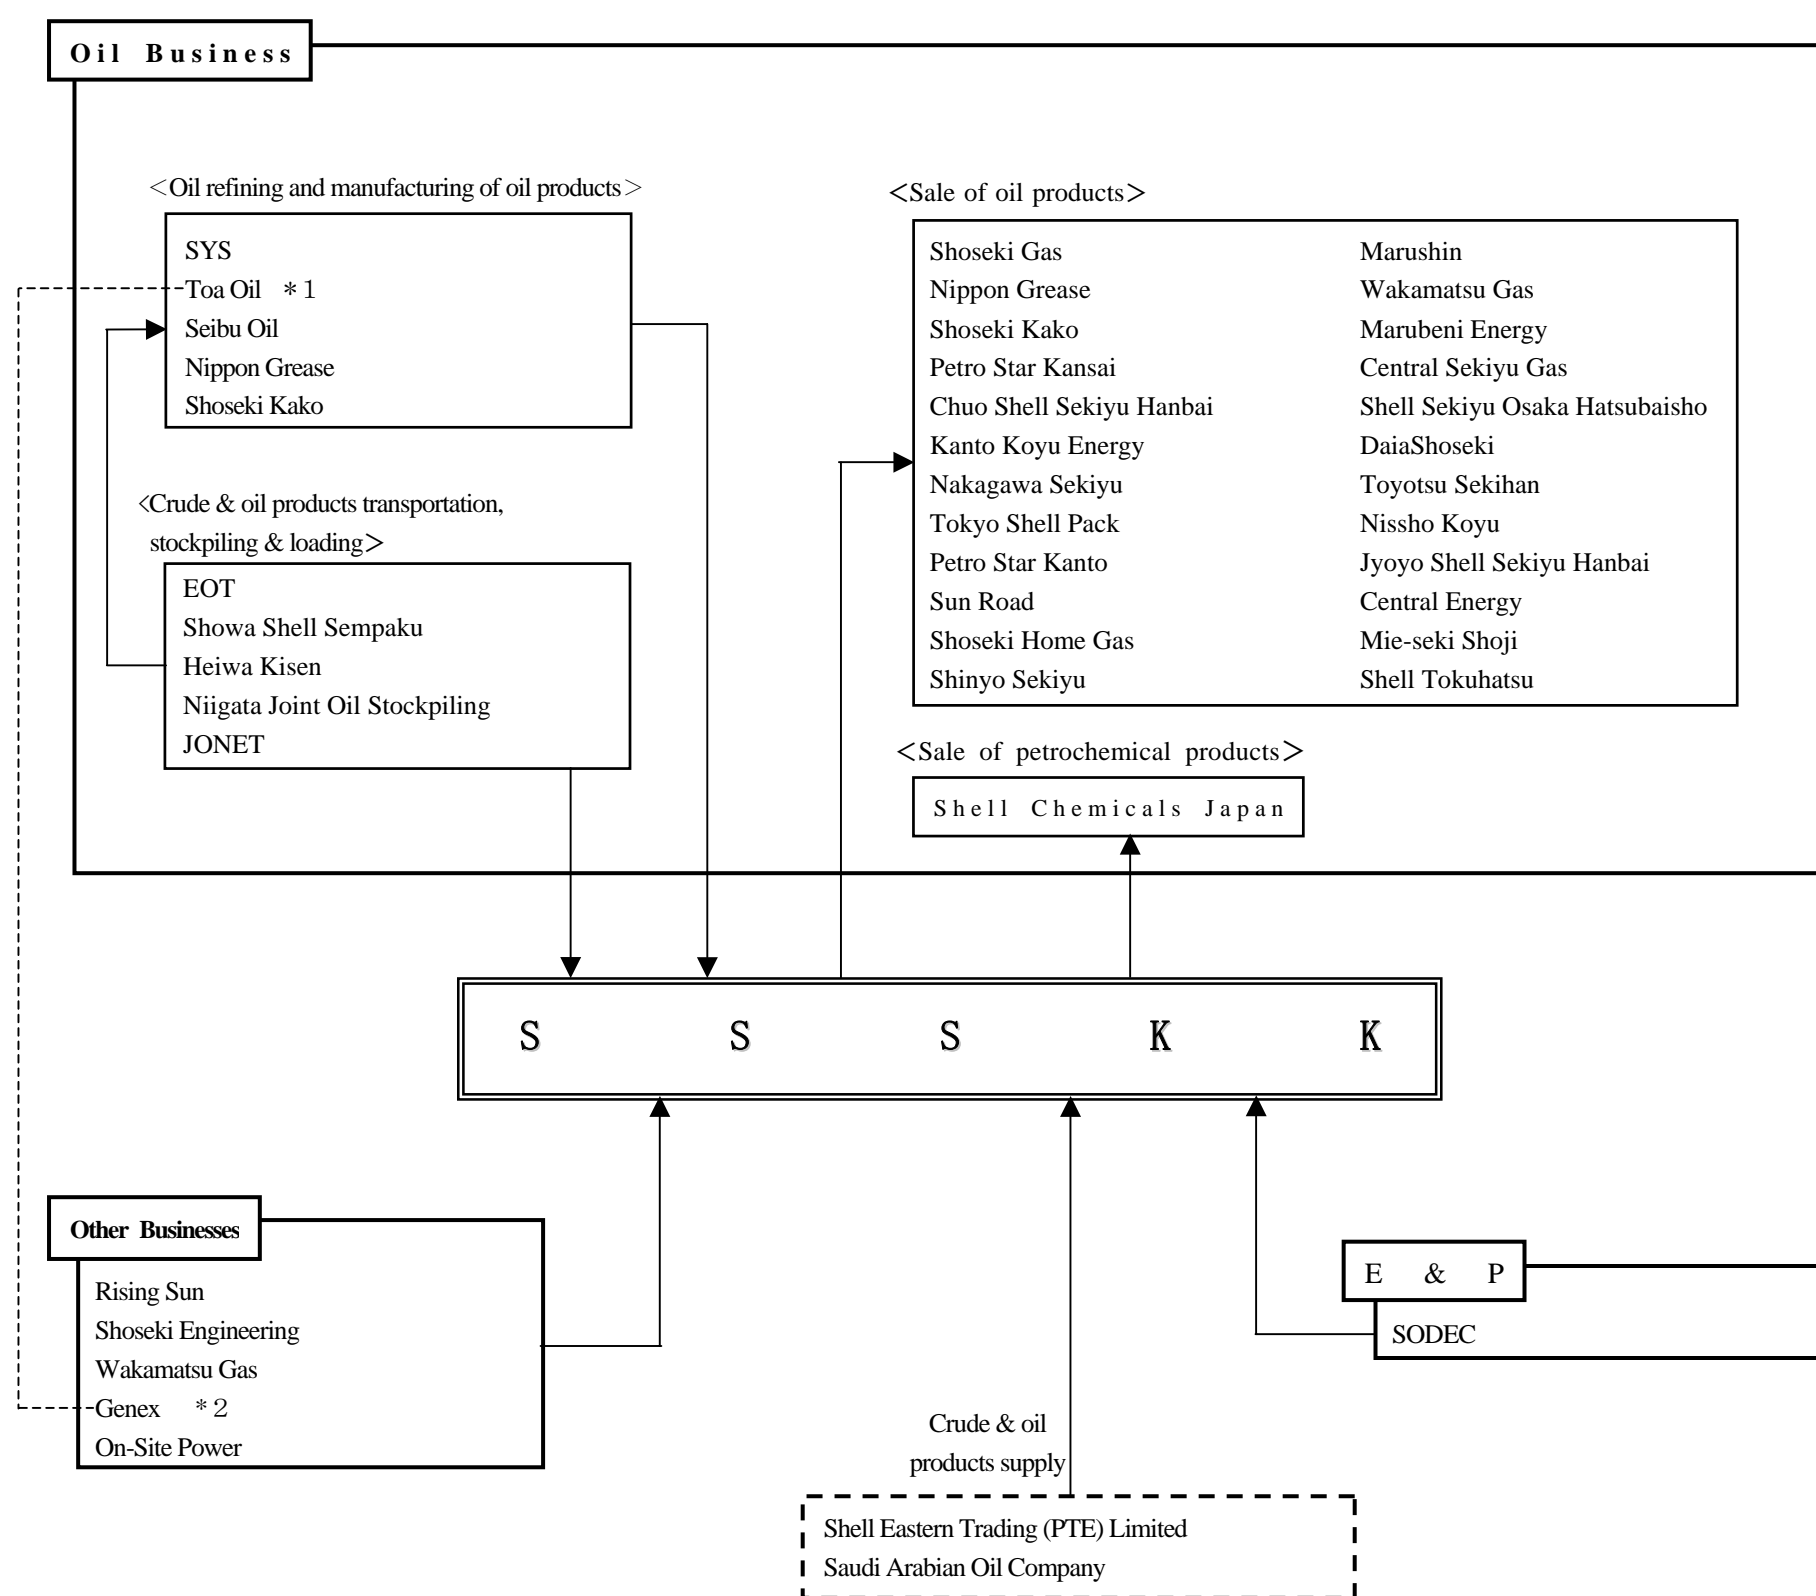 Oil Business
＜Oil refining and manufacturing of oil products＞
SYS
Toa Oil ＊１
Seibu Oil
Nippon Grease
Shoseki Kako
<Crude & oil products transportation,
stockpiling & loading＞
EOT
Showa Shell Sempaku
Heiwa Kisen
Niigata Joint Oil Stockpiling
JONET
＜Sale of oil products＞
Shoseki Gas Marushin
Nippon Grease Wakamatsu Gas
Shoseki Kako Marubeni Energy
Petro Star Kansai Central Sekiyu Gas
Chuo Shell Sekiyu Hanbai Shell Sekiyu Osaka Hatsubaisho
Kanto Koyu Energy DaiaShoseki
Nakagawa Sekiyu Toyotsu Sekihan
Tokyo Shell Pack Nissho Koyu
Petro Star Kanto Jyoyo Shell Sekiyu Hanbai
Sun Road Central Energy
Shoseki Home Gas Mie-seki Shoji
Shinyo Sekiyu Shell Tokuhatsu
＜Sale of petrochemical products＞
Shell Chemicals Japan
S S S K K
Other Businesses
Rising Sun
Shoseki Engineering
Wakamatsu Gas
Genex *２
On-Site Power
E & P
SODEC
Crude & oil
products supply
Shell Eastern Trading (PTE) Limited
Saudi Arabian Oil Company